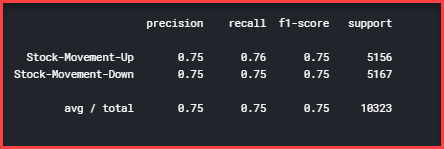 precision recall f1-score support
Stock-Movement-Up 0.75 0.76 0.75 5156
Stock-Movement-Down 0.75 0.75 0.75 5167
avg / total 0.75 0.75 0.75 10323